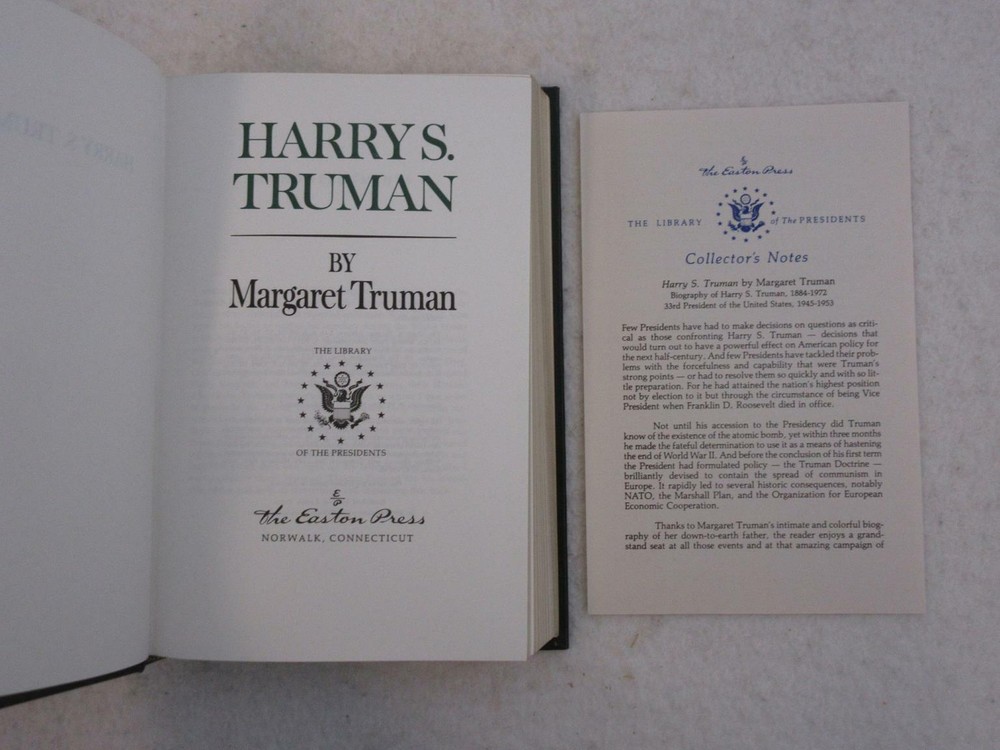 HARRY S.
TRUMAN
BY
Margaret Truman
THE LIBRARY
OF THE PRESIDENTS
E/P
The Easton Press
NORWALK, CONNECTICUT
The Easton Press
THE LIBRARY of The PRESIDENTS
Collector's Notes
Harry S. Truman by Margaret Truman
Biography of Harry S. Truman, 1884-1972
33rd President of the United States, 1945-1953
Few Presidents have had to make decisions on questions as criti-
cal as those confronting Harry S. Truman — decisions that
would turn out to have a powerful effect on American policy for
the next half-century. And few Presidents have tackled their prob-
lems with the forcefulness and capability that were Truman's
strong points — or had to resolve them so quickly and with so lit-
tle preparation. For he had attained the nation's highest position
not by election to it but through the circumstance of being Vice
President when Franklin D. Roosevelt died in office.
Not until his accession to the Presidency did Truman
know of the existence of the atomic bomb, yet within three months
he made the fateful determination to use it as a means of hastening
the end of World War II. And before the conclusion of his first term
the President had formulated policy — the Truman Doctrine —
brilliantly devised to contain the spread of communism in
Europe. It rapidly led to several historic consequences, notably
NATO, the Marshall Plan, and the Organization for European
Economic Cooperation.
Thanks to Margaret Truman's intimate and colorful biog-
raphy of her down-to-earth father, the reader enjoys a grand-
stand seat at all those events and at that amazing campaign of